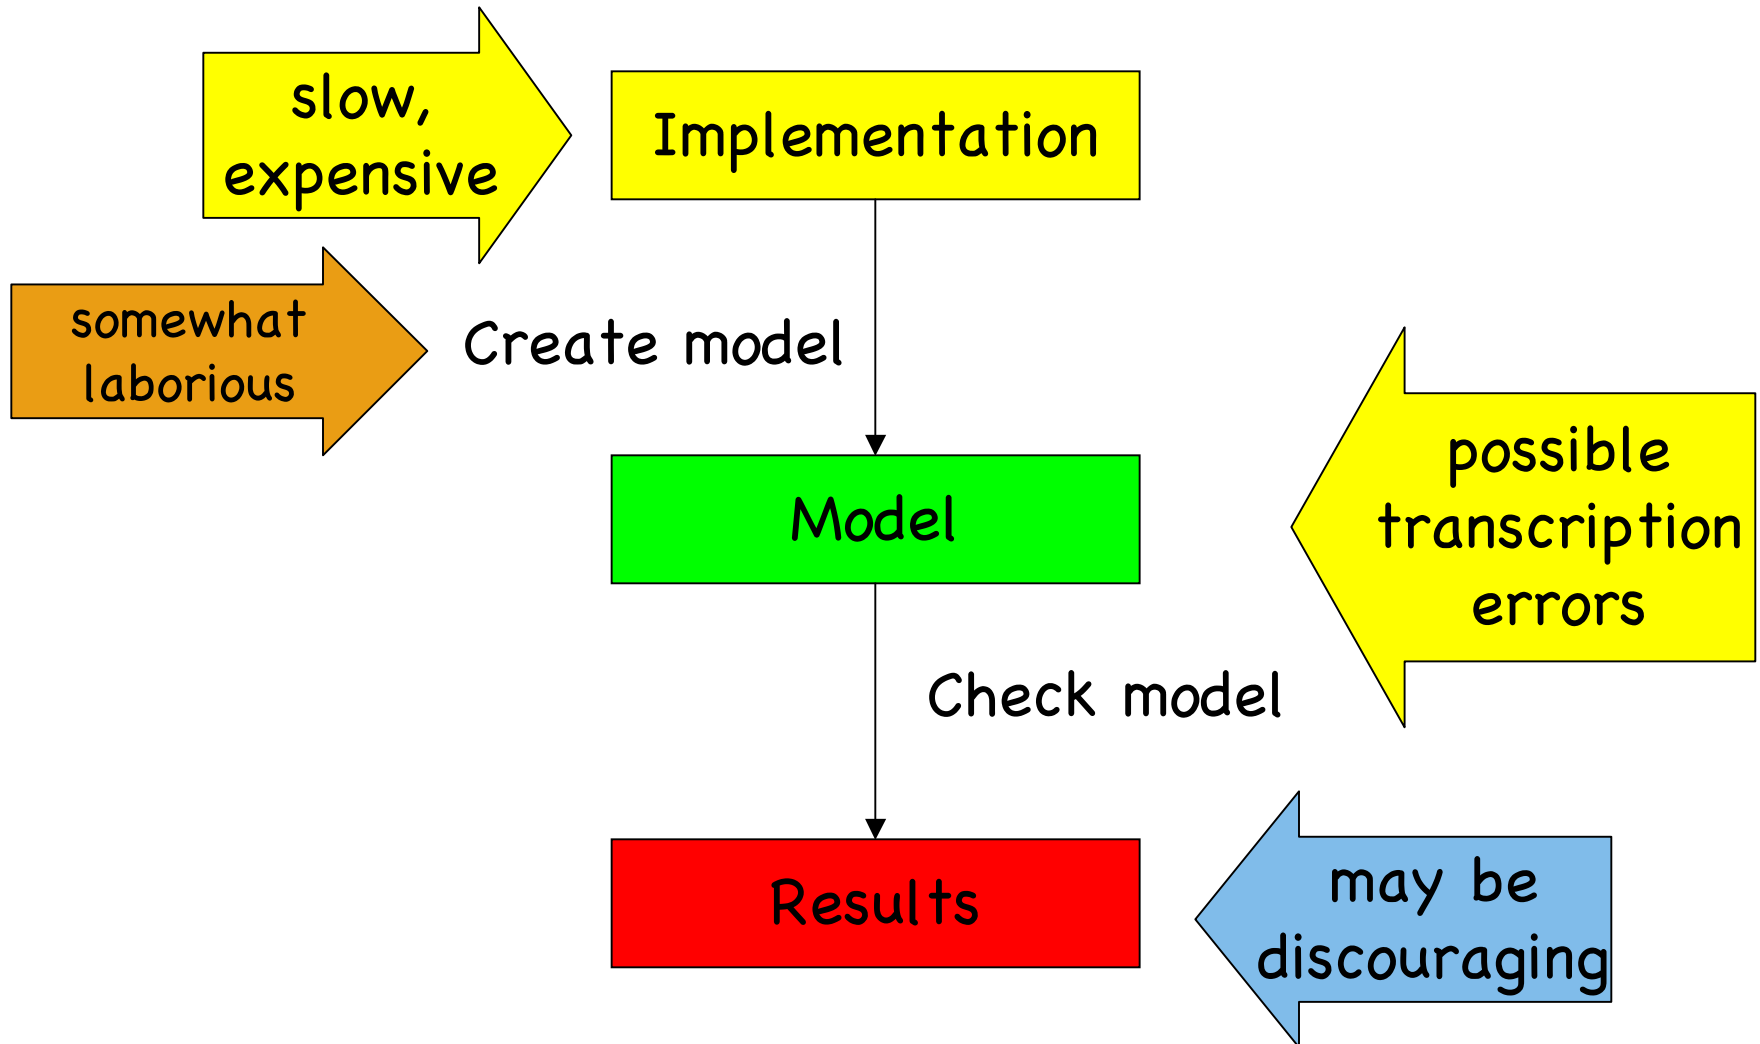 slow,
expensive
Implementation
somewhat
laborious
Create model
possible
transcription
errors
Model
Check model
Results
may be
discouraging